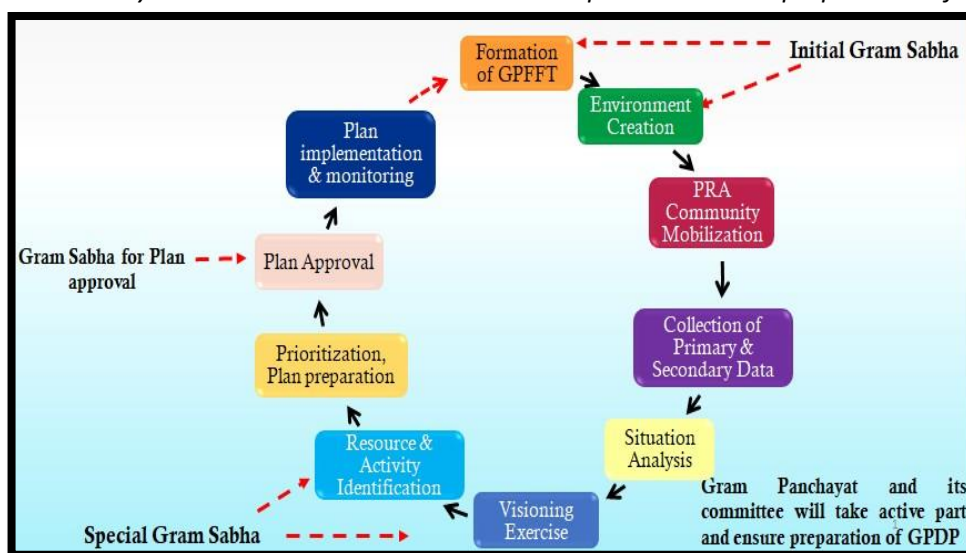 Formation
of GPFFT
Initial Gram Sabha
Environment
Creation
PRA
Community
Mobilization
Collection of
Primary &
Secondary Data
Situation
Analysis
Visioning
Exercise
Resource &
Activity
Identification
Prioritization,
Plan preparation
Plan Approval
Plan
implementation
& monitoring
Gram Sabha for Plan
approval
Special Gram Sabha
Gram Panchayat and its
committee will take active part
and ensure preparation of GPDP
1